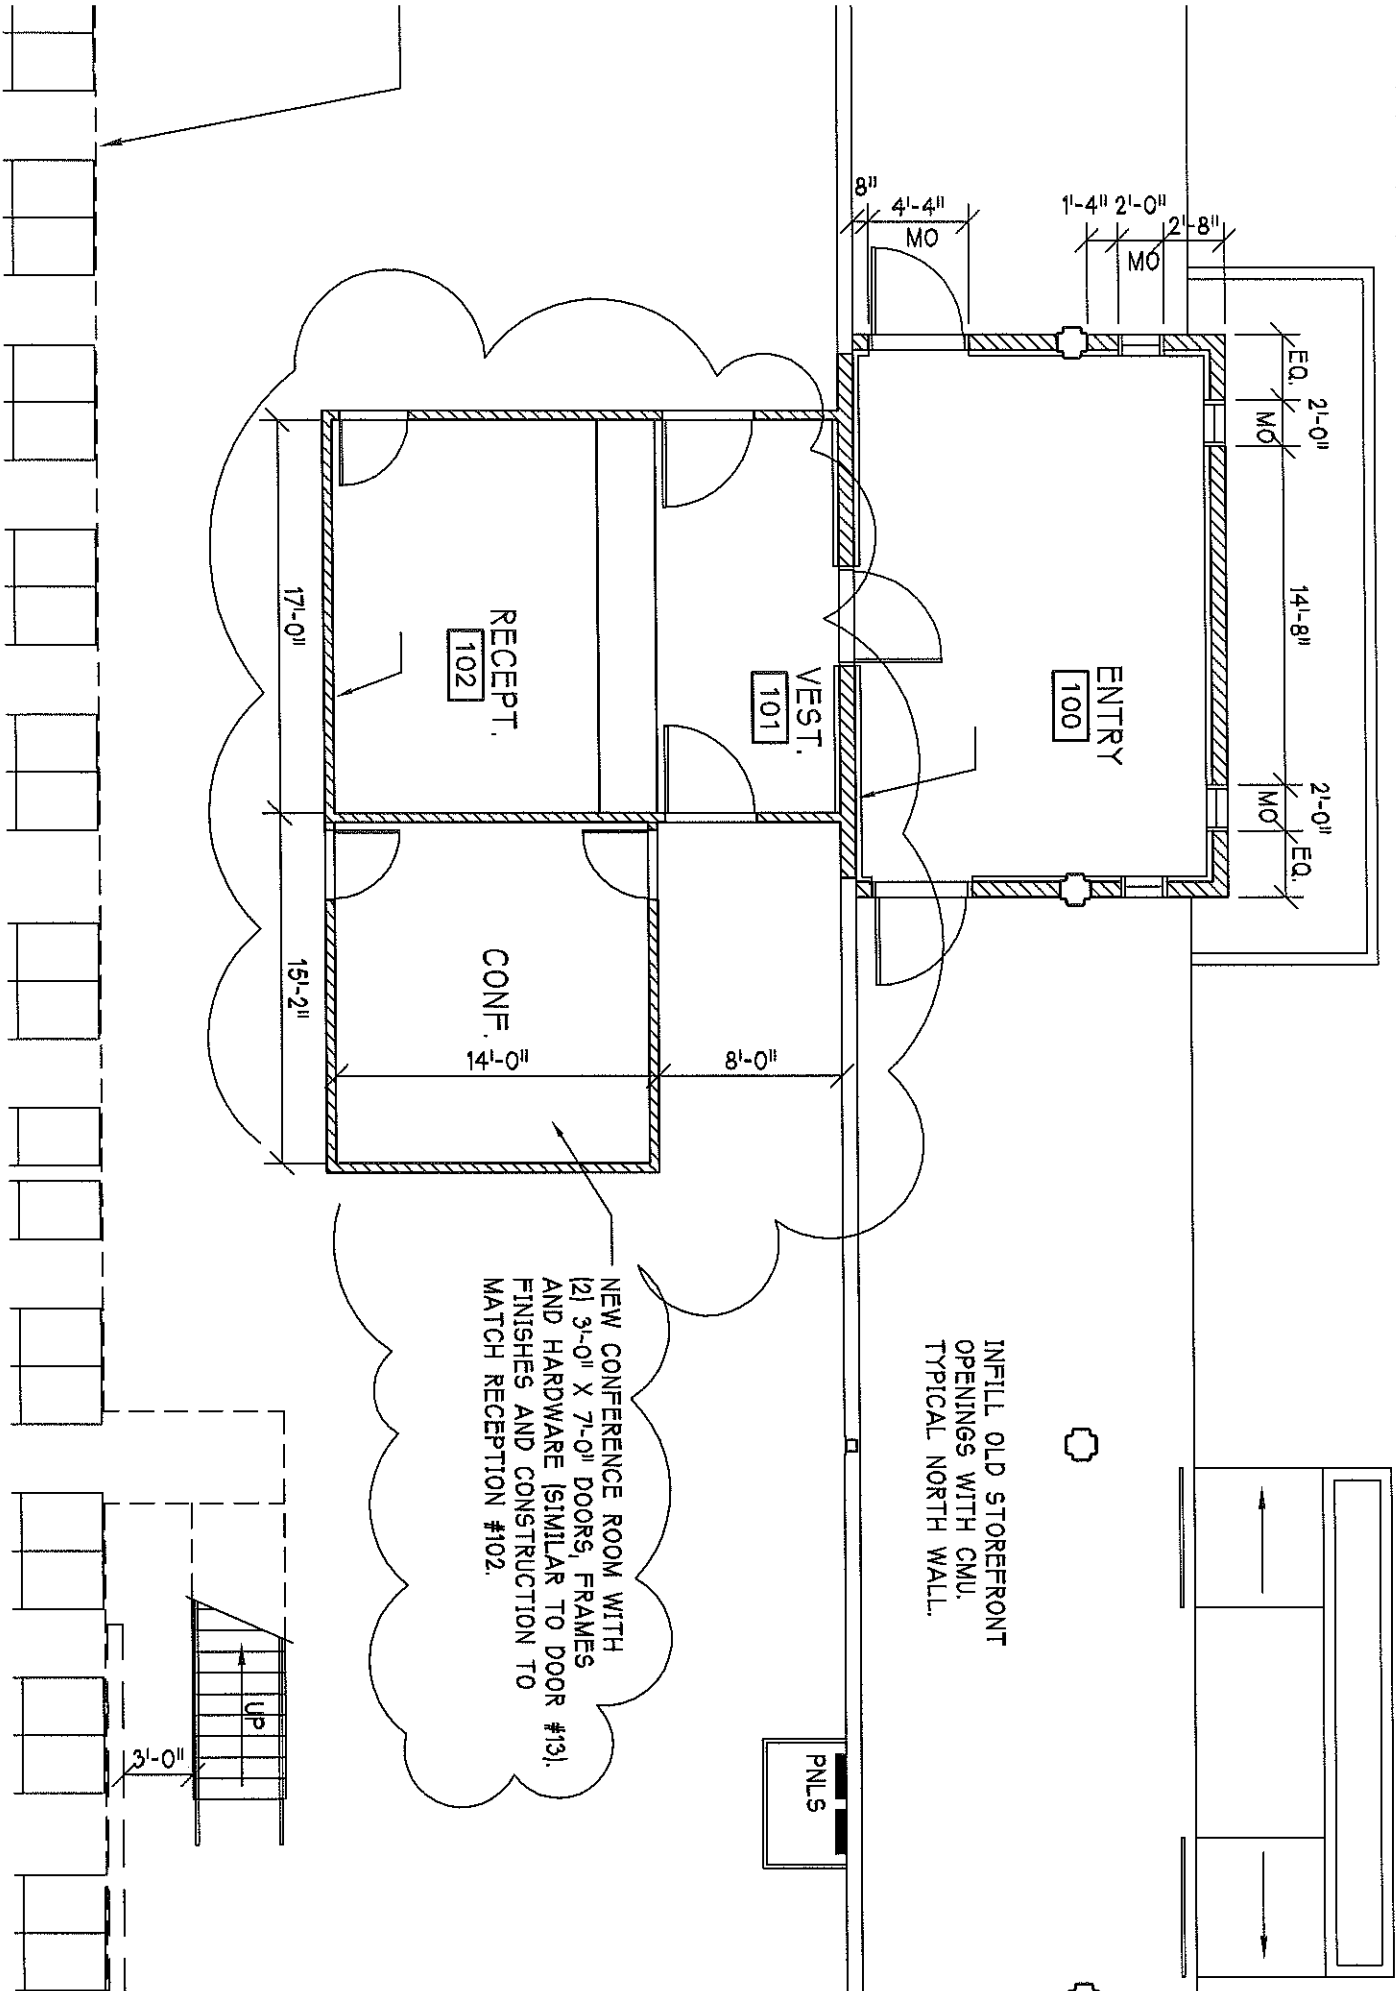 8"
4'-4"
MO
1'-4"
2'-0"
MO
2'-8"
EQ.
2'-0"
MO
14'-8"
2'-0"
MO
EQ.
ENTRY
100
VEST.
101
RECEPT.
102
17'-0"
15'-2"
CONF.
14'-0"
8'-0"
NEW CONFERENCE ROOM WITH
(2) 3'-0" X 7'-0" DOORS, FRAMES
AND HARDWARE (SIMILAR TO DOOR #13).
FINISHES AND CONSTRUCTION TO
MATCH RECEPTION #102.
INFILL OLD STOREFRONT
OPENINGS WITH CMU.
TYPICAL NORTH WALL.
UP
3'-0"
PNLS